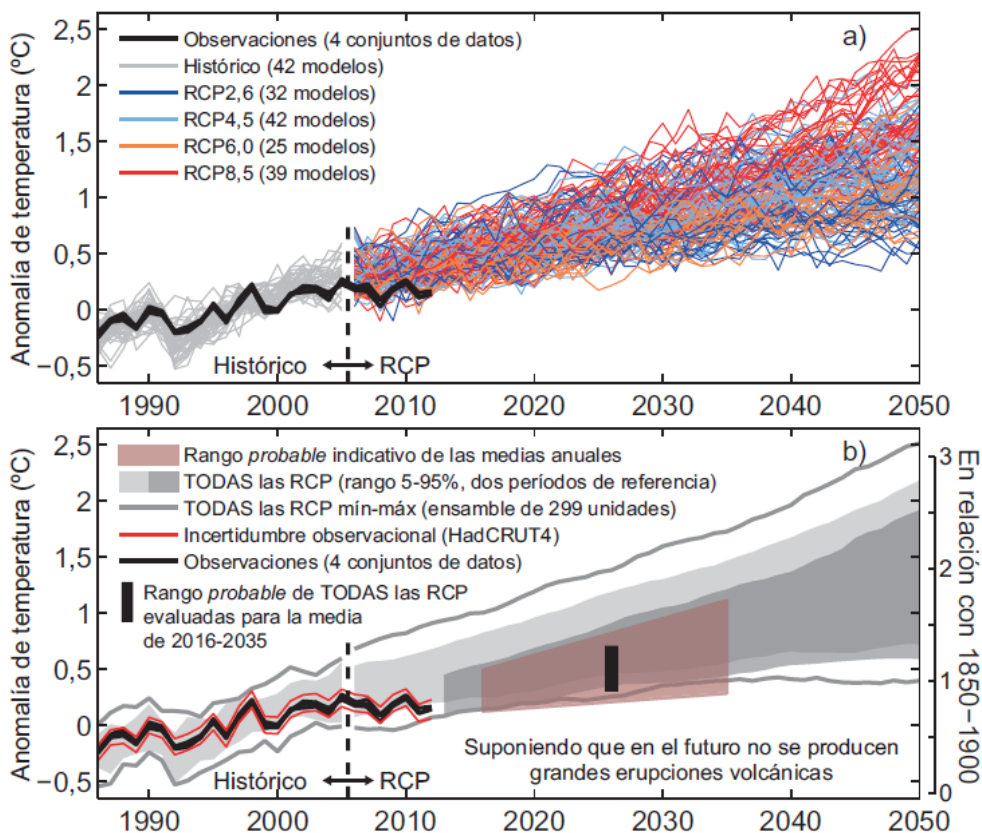 a)
Anomalía de temperatura (ºC)
2,5
2
1,5
1
0,5
0
−0,5
Observaciones (4 conjuntos de datos)
Histórico (42 modelos)
RCP2,6 (32 modelos)
RCP4,5 (42 modelos)
RCP6,0 (25 modelos)
RCP8,5 (39 modelos)
Histórico RCP
1990 2000 2010 2020 2030 2040 2050
b)
Anomalía de temperatura (ºC)
2,5
2
1,5
1
0,5
0
−0,5
Rango probable indicativo de las medias anuales
TODAS las RCP (rango 5-95%, dos períodos de referencia)
TODAS las RCP mín-máx (ensamble de 299 unidades)
Incertidumbre observacional (HadCRUT4)
Observaciones (4 conjuntos de datos)
Rango probable de TODAS las RCP
evaluadas para la media
de 2016-2035
Suponiendo que en el futuro no se producen
grandes erupciones volcánicas
Histórico RCP
3
2
1
0
En relación con 1850−1900
1990 2000 2010 2020 2030 2040 2050